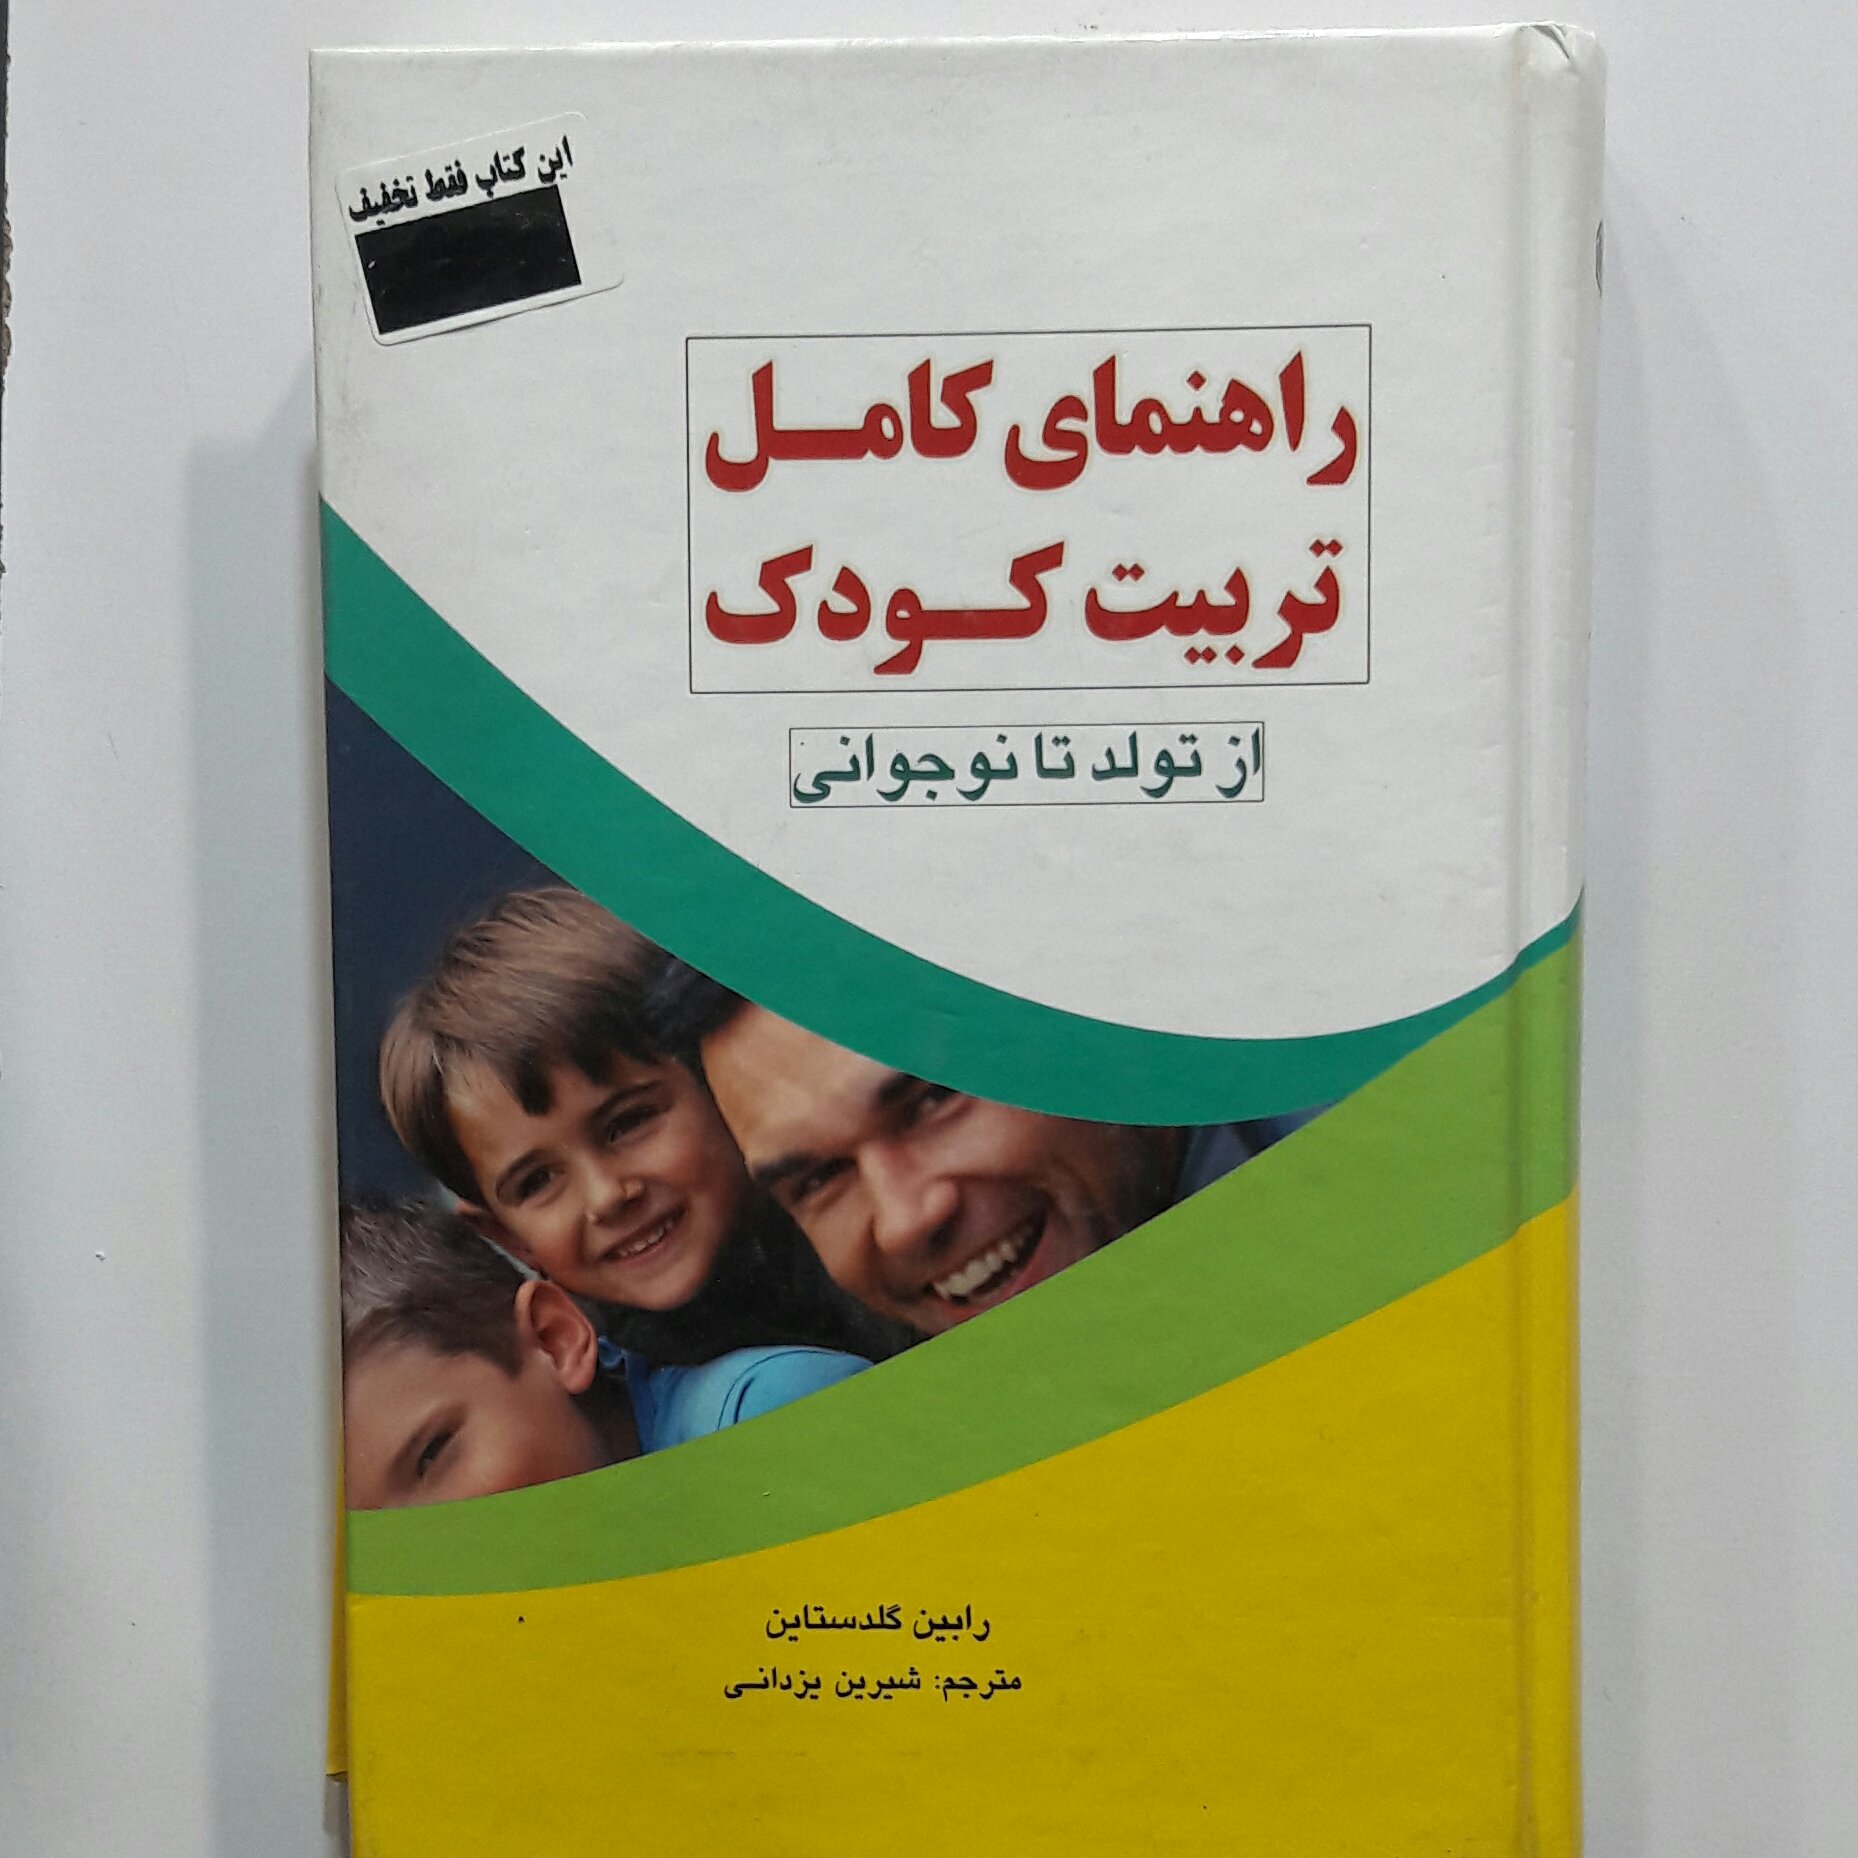 این کتاب فقط تخفیف
راهنمای کامل
تربیت کودک
از تولد تا نوجوانی
رابین گلدستاین
مترجم: شیرین یزدانی